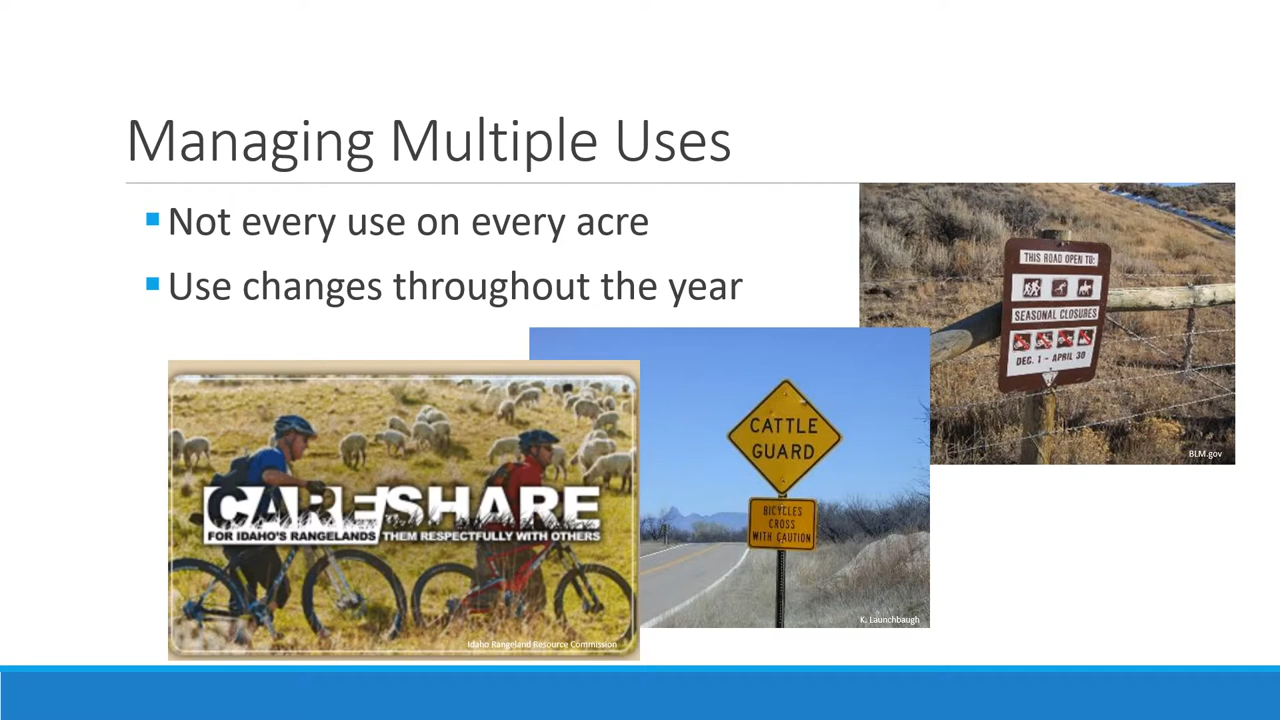 Managing Multiple Uses
Not every use on every acre
Use changes throughout the year
THIS ROAD OPEN TO:
SEASONAL CLOSURES
DEC. 1 - APRIL 30
BLM.gov
CATTLE
GUARD
BICYCLES
CROSS
WITH CAUTION
K. Launchbaugh
CARE/SHARE
FOR IDAHO'S RANGELANDS THEM RESPECTFULLY WITH OTHERS
Idaho Rangeland Resource Commission